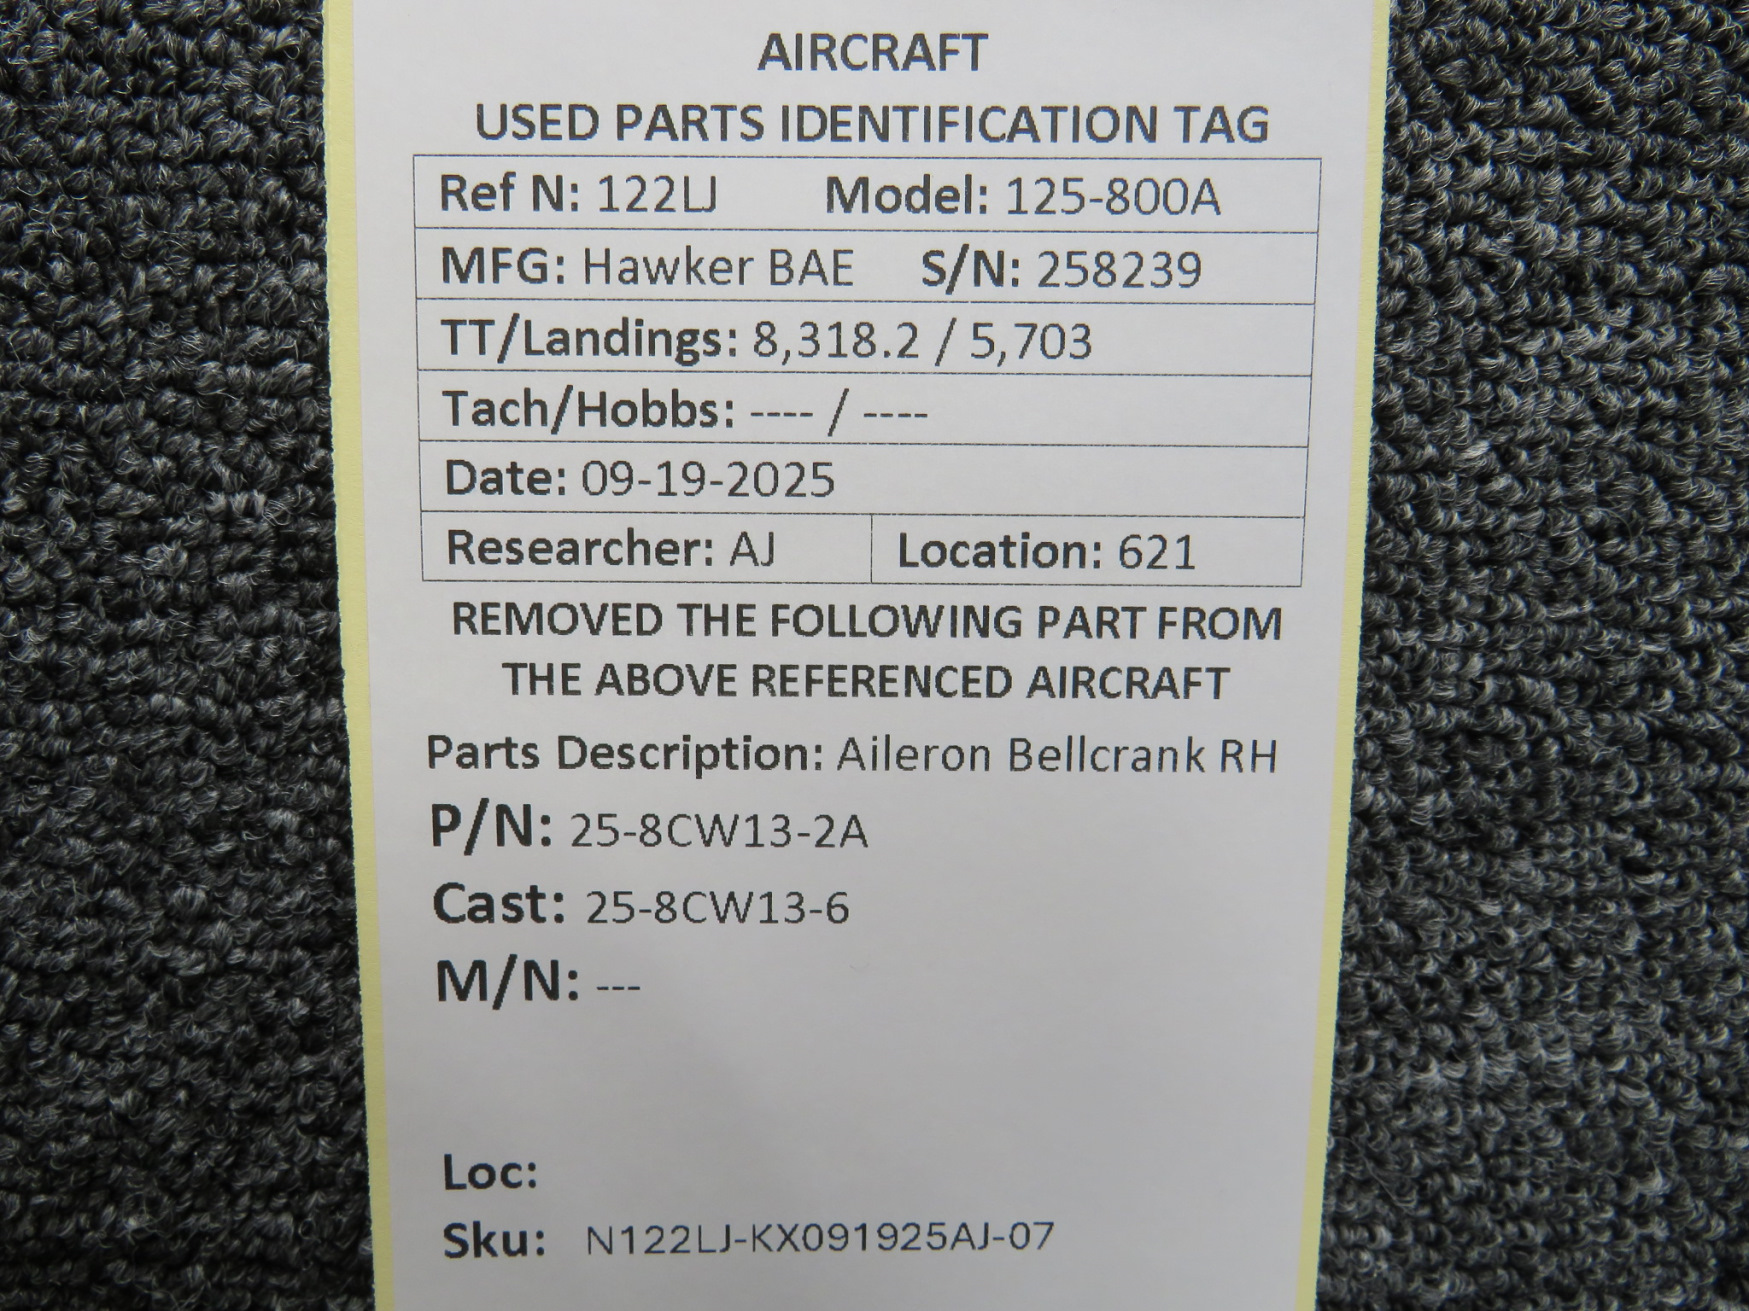 AIRCRAFT
USED PARTS IDENTIFICATION TAG
Ref N: 122LJ Model: 125-800A
MFG: Hawker BAE S/N: 258239
TT/Landings: 8,318.2 / 5,703
Tach/Hobbs: ---- / ----
Date: 09-19-2025
Researcher: AJ Location: 621
REMOVED THE FOLLOWING PART FROM
THE ABOVE REFERENCED AIRCRAFT
Parts Description: Aileron Bellcrank RH
P/N: 25-8CW13-2A
Cast: 25-8CW13-6
M/N: ---
Loc:
Sku: N122LJ-KX091925AJ-07